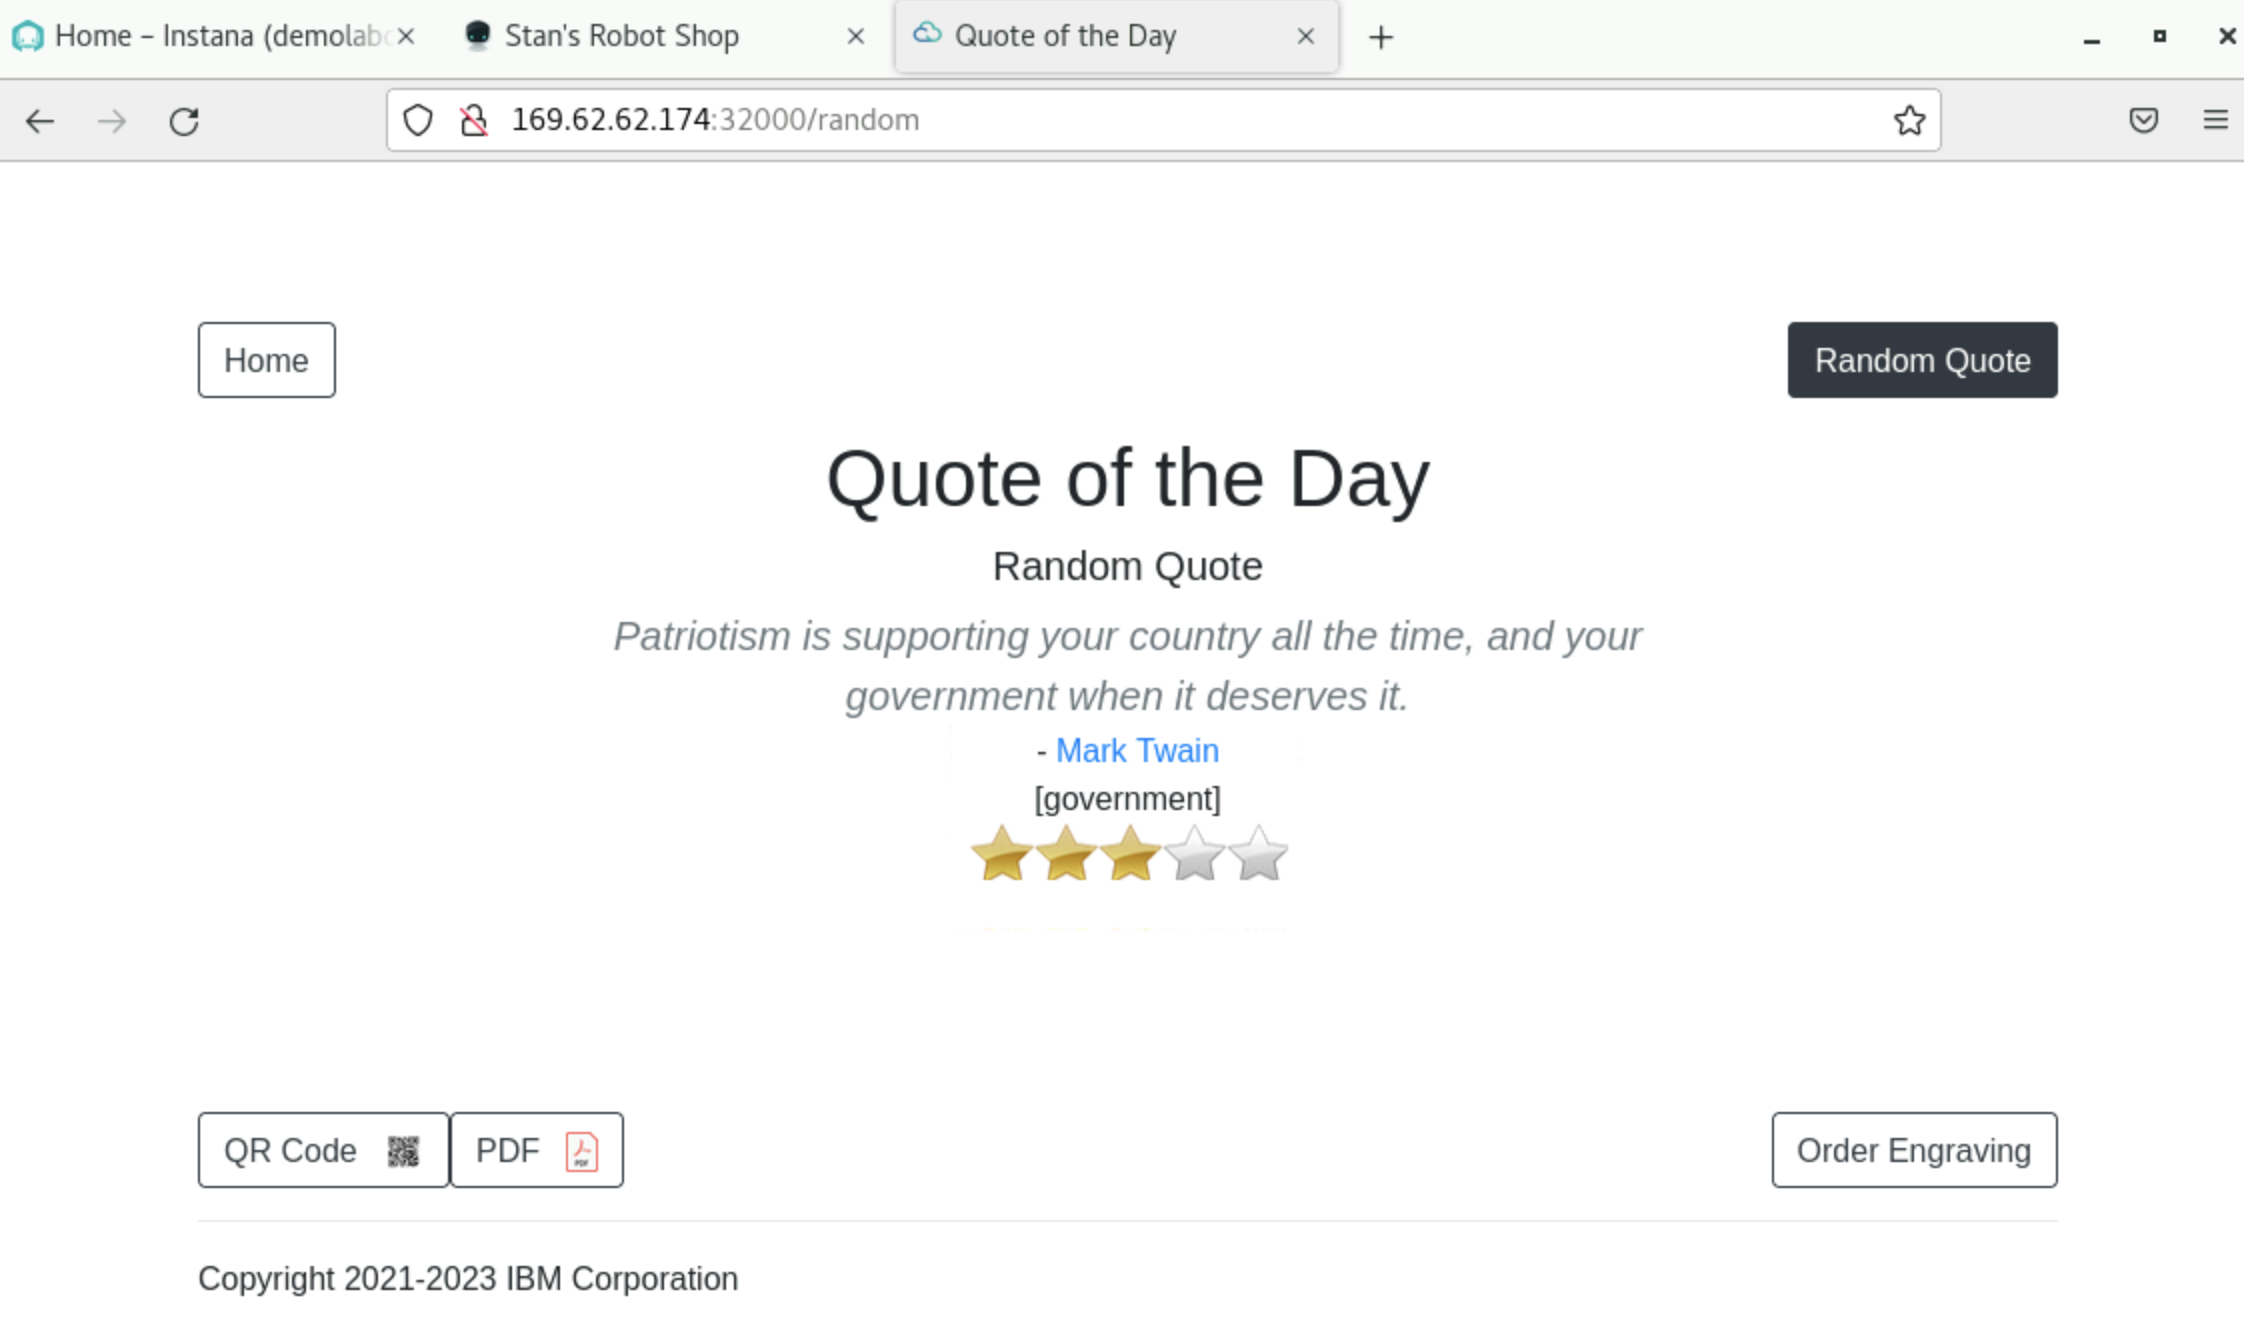 Home – Instana (demolab
Stan's Robot Shop
Quote of the Day
169.62.62.174:32000/random
Home
Random Quote
Quote of the Day
Random Quote
Patriotism is supporting your country all the time, and your
government when it deserves it.
- Mark Twain
[government]
QR Code
PDF
PDF
Order Engraving
Copyright 2021-2023 IBM Corporation